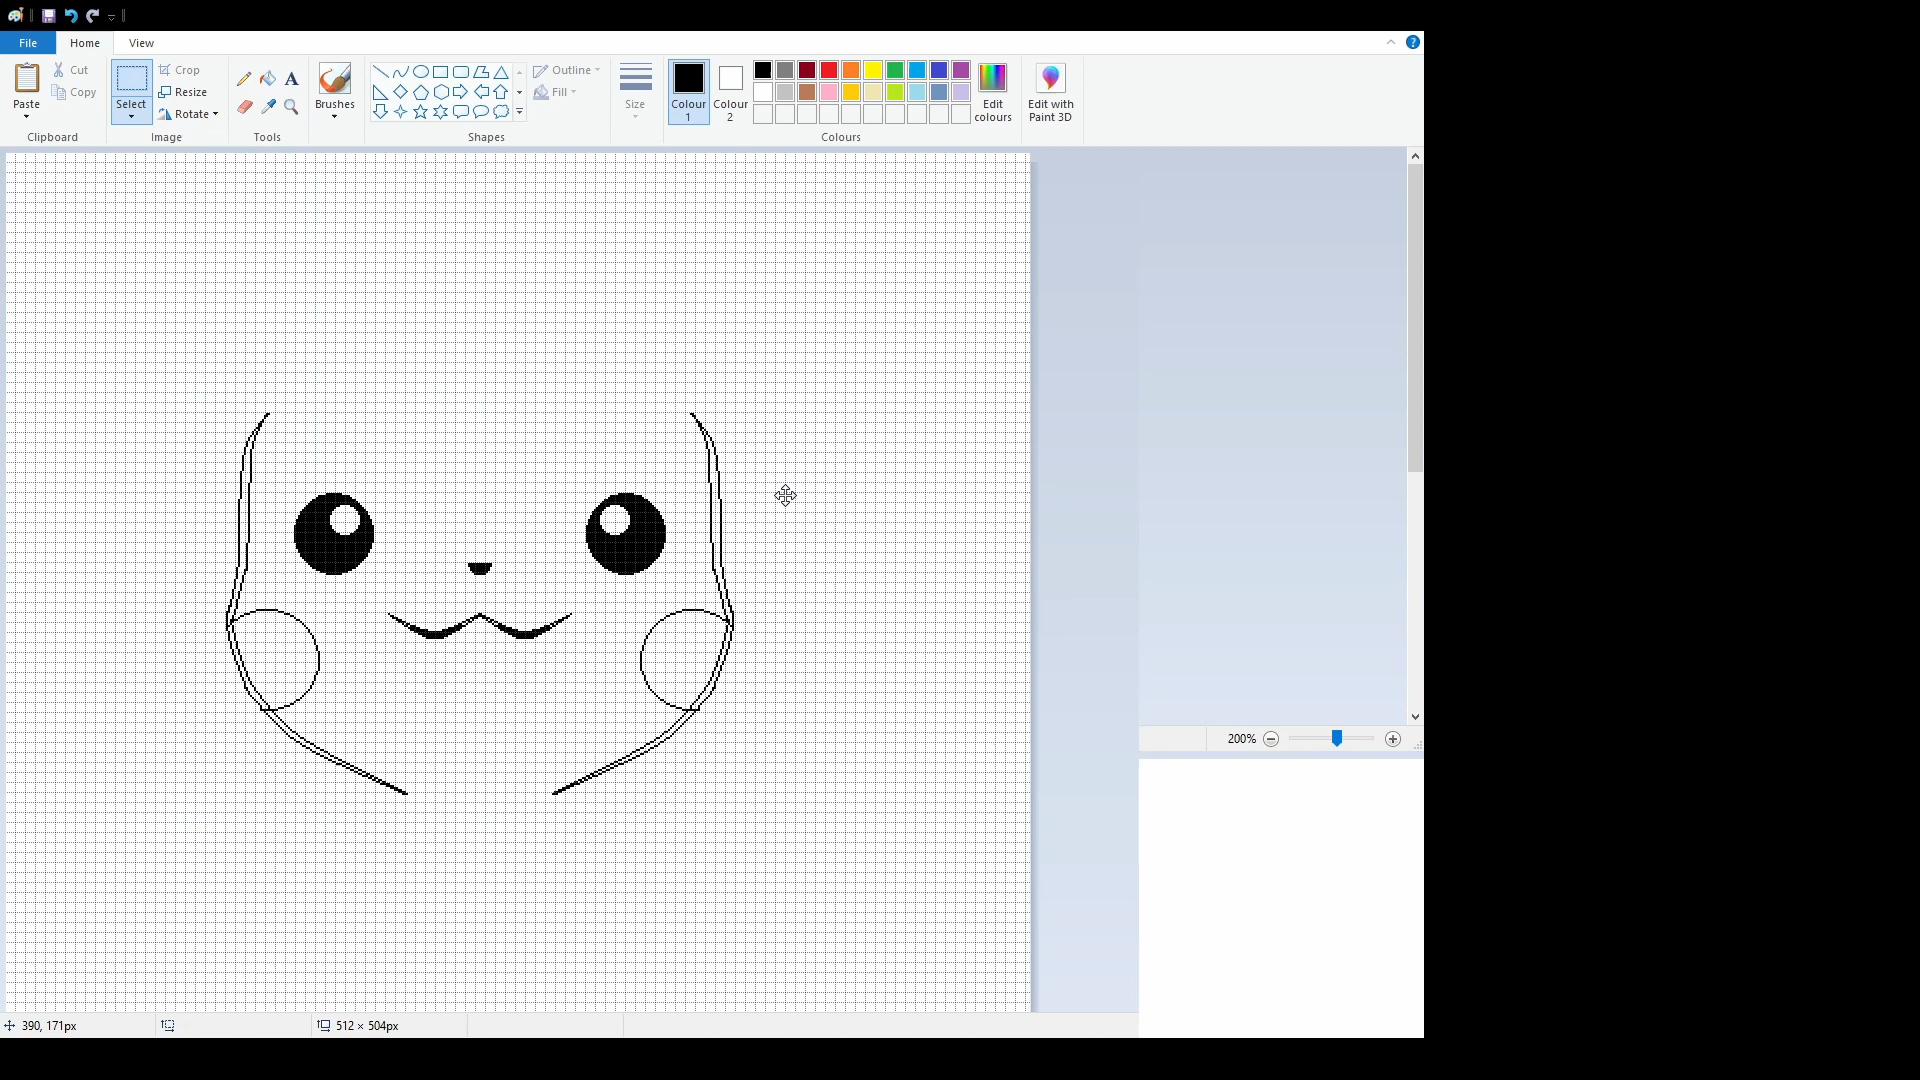 File Home View
Paste Cut Copy Clipboard
Select Crop Resize Rotate Image
A Tools
Brushes
Outline Fill Shapes
Size
Colour 1 Colour 2 Edit colours Colours
Edit with Paint 3D
200%
390, 171px 512 × 504px